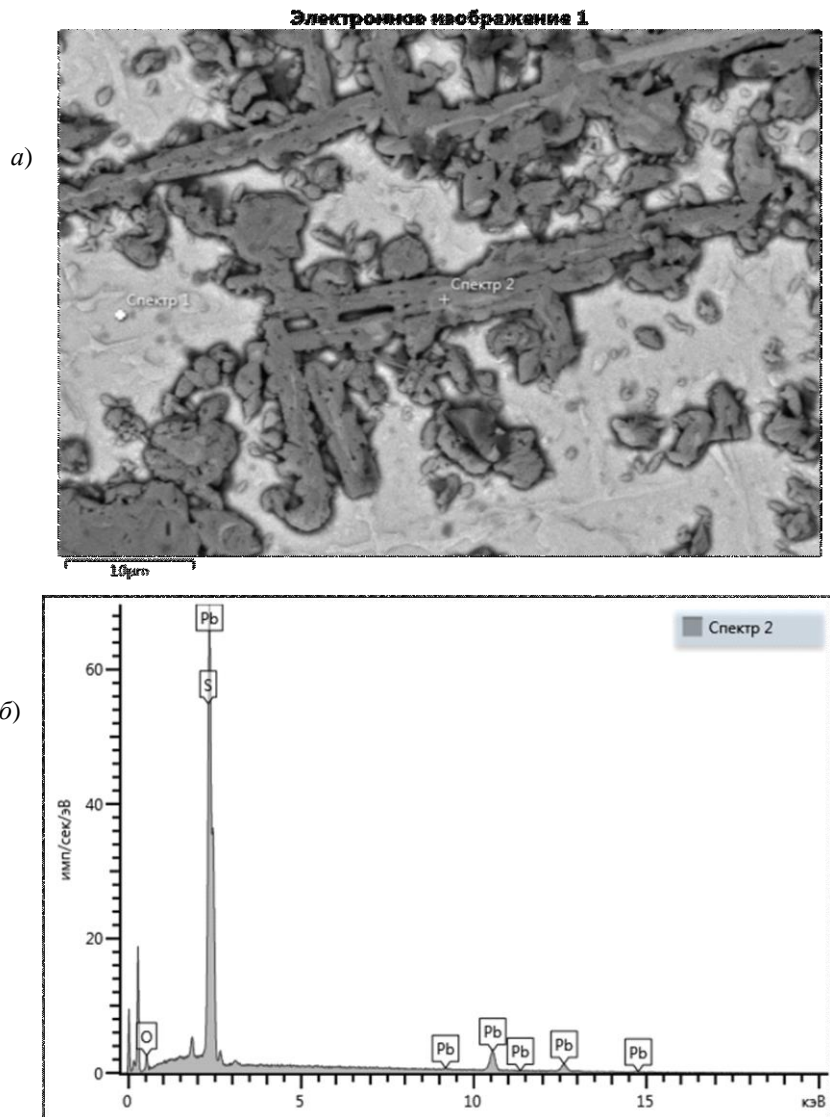 Электронное изображение 1
а)
Спектр 1
Спектр 2
10µm
б)
Pb
S
Спектр 2
60
40
20
0
имп/сек/эВ
O
Pb
Pb
Pb
Pb
Pb
0
5
10
15
кэВ